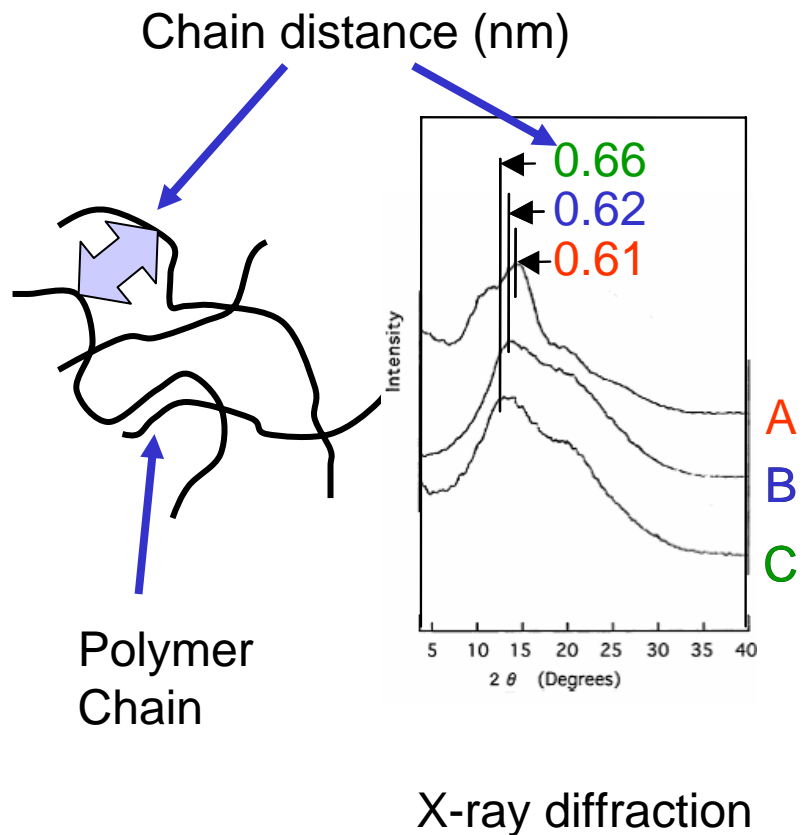 Chain distance (nm)
0.66
0.62
0.61
Intensity
A
B
C
5 10 15 20 25 30 35 40
2 θ (Degrees)
Polymer
Chain
X-ray diffraction